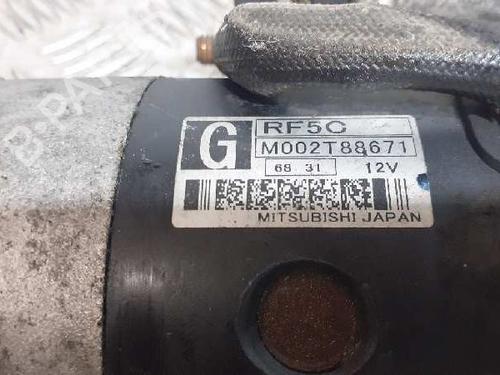 G
RF5C
M002T88671
68 31 12V
MITSUBISHI JAPAN